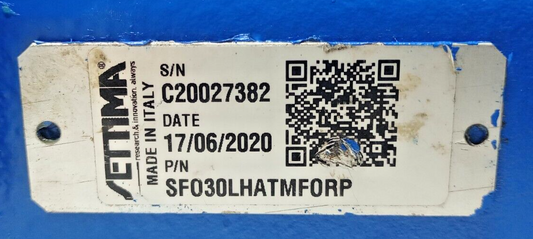 SETTIMA®
research & innovation. always
MADE IN ITALY
S/N
C20027382
DATE
17/06/2020
P/N
SFO30LHATMFORP